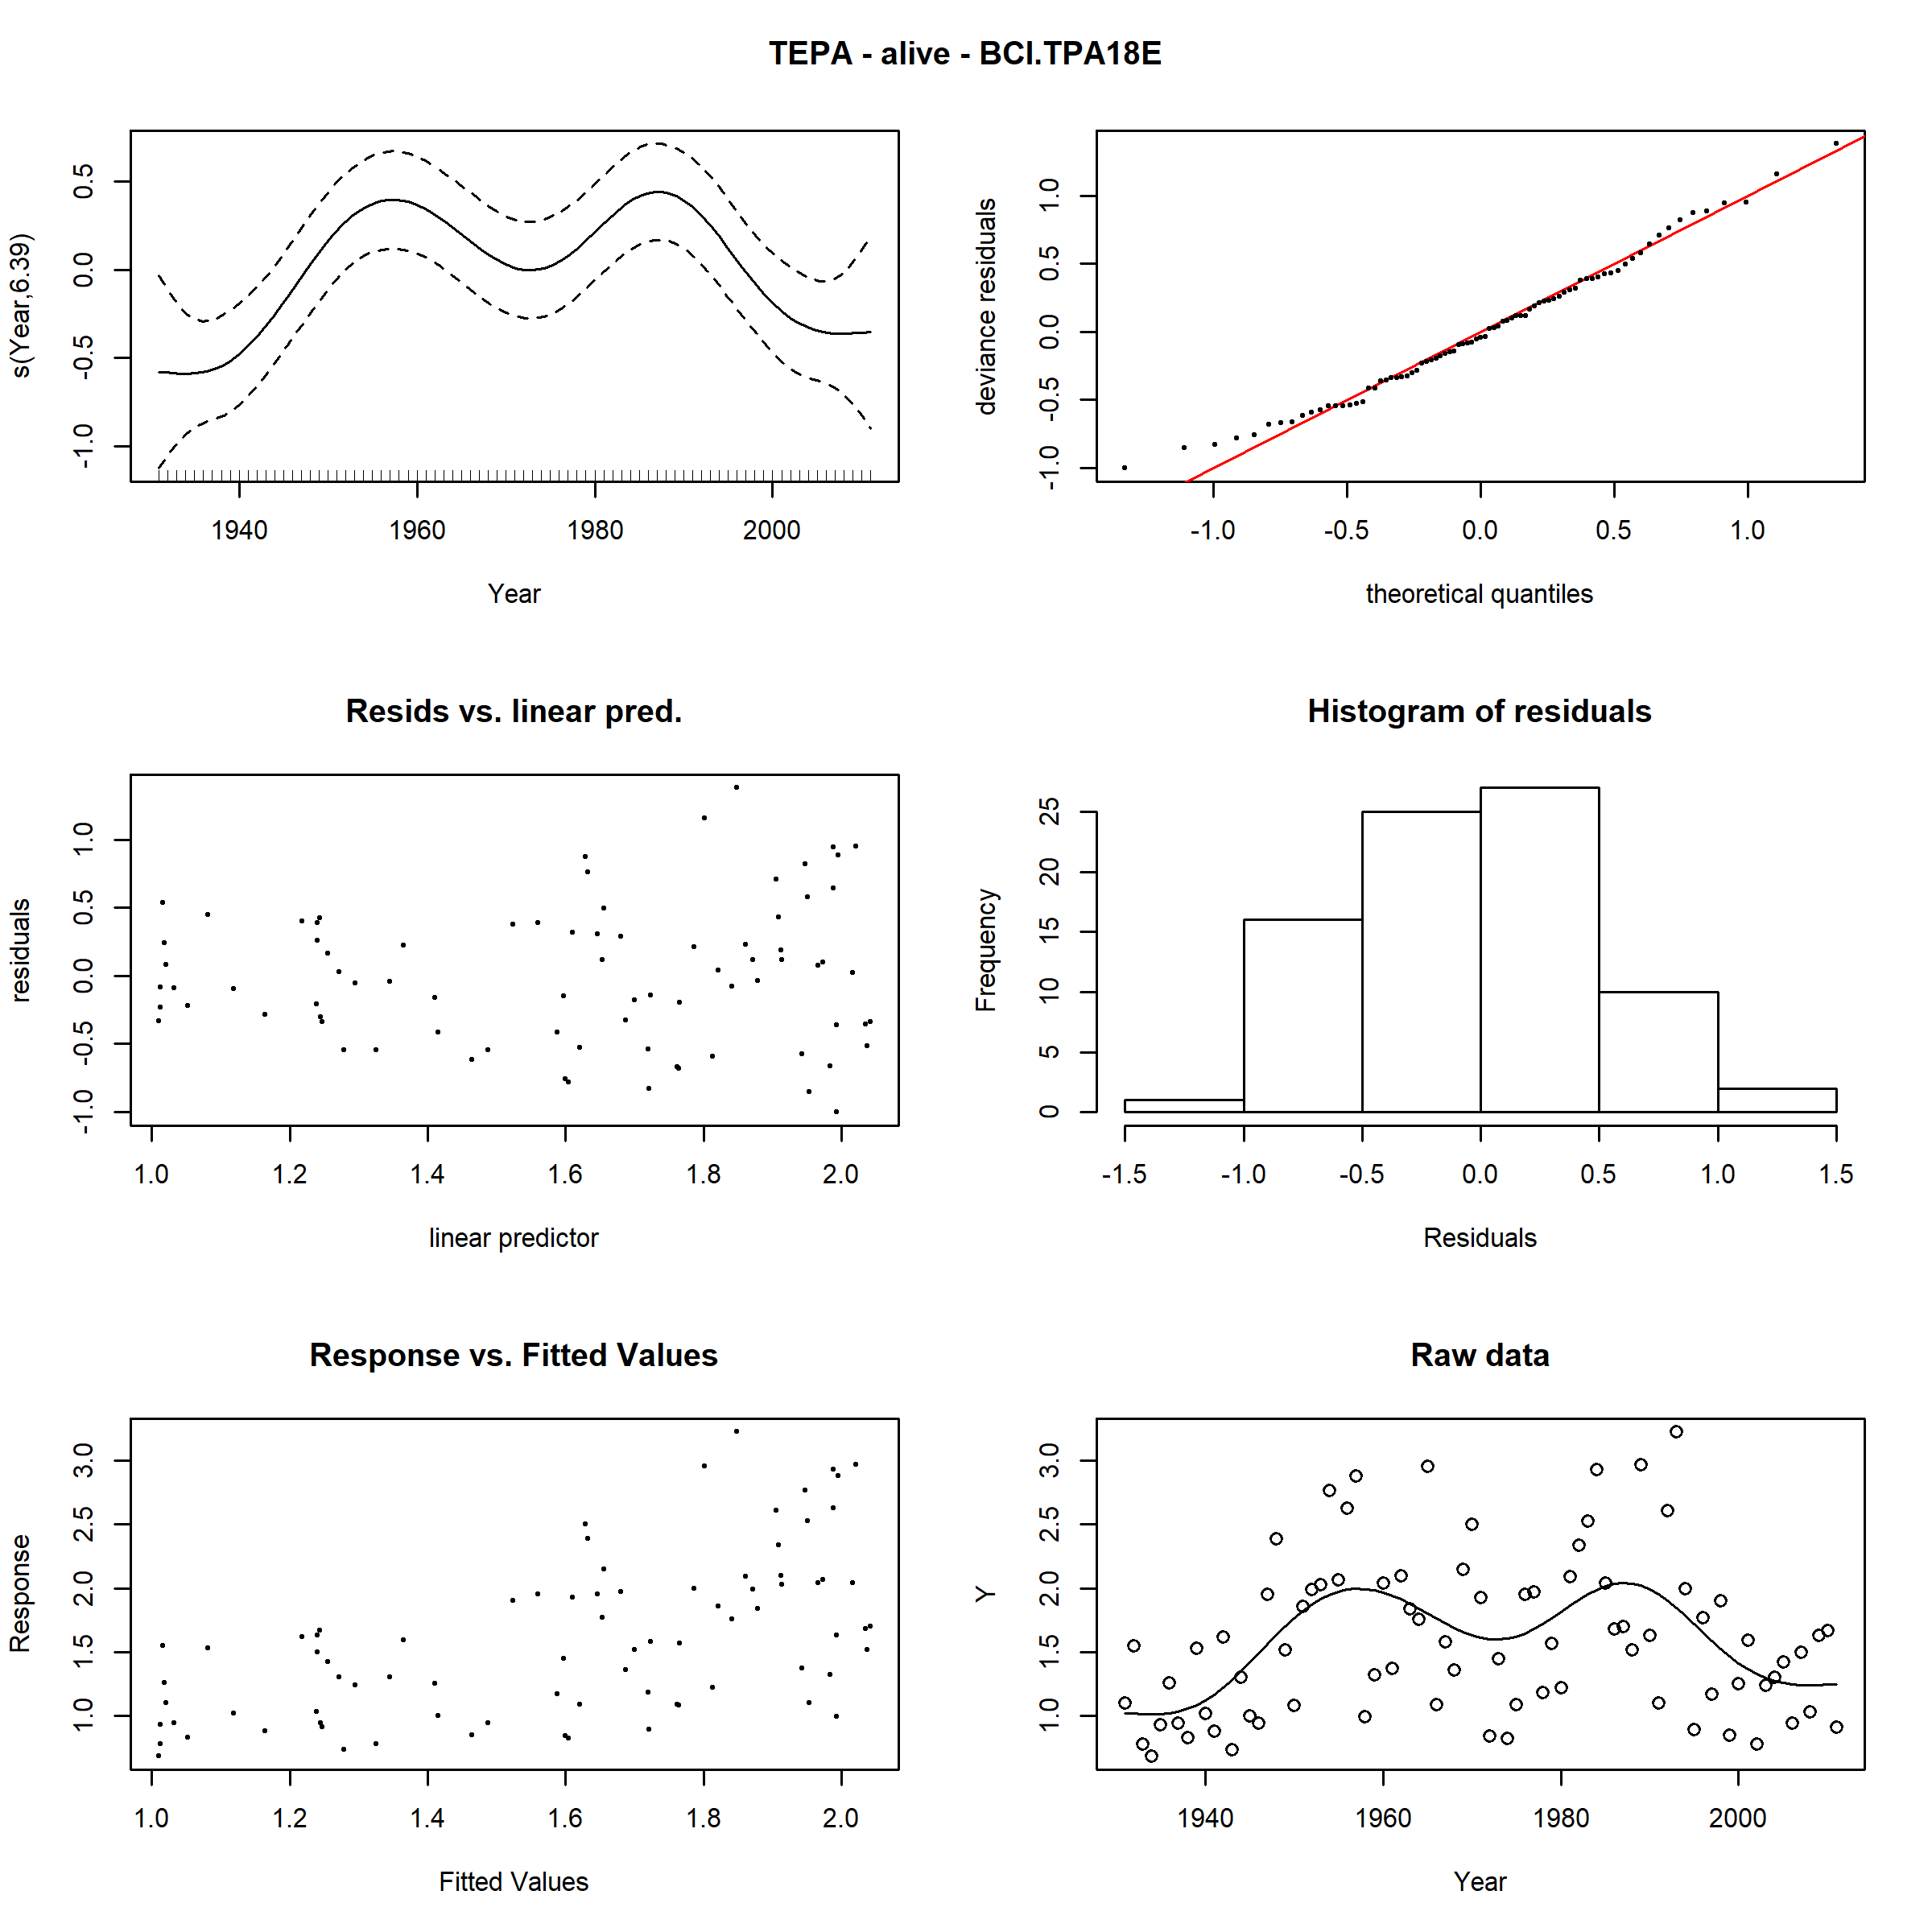 TEPA - alive - BCI.TPA18E
s(Year,6.39)
-1.0 -0.5 0.0 0.5
1940 1960 1980 2000
Year
deviance residuals
-1.0 -0.5 0.0 0.5 1.0
-1.0 -0.5 0.0 0.5 1.0
theoretical quantiles
Resids vs. linear pred.
residuals
-1.0 -0.5 0.0 0.5 1.0
1.0 1.2 1.4 1.6 1.8 2.0
linear predictor
Histogram of residuals
Frequency
0 5 10 15 20 25
-1.5 -1.0 -0.5 0.0 0.5 1.0 1.5
Residuals
Response vs. Fitted Values
Response
1.0 1.5 2.0 2.5 3.0
1.0 1.2 1.4 1.6 1.8 2.0
Fitted Values
Raw data
Y
1.0 1.5 2.0 2.5 3.0
1940 1960 1980 2000
Year